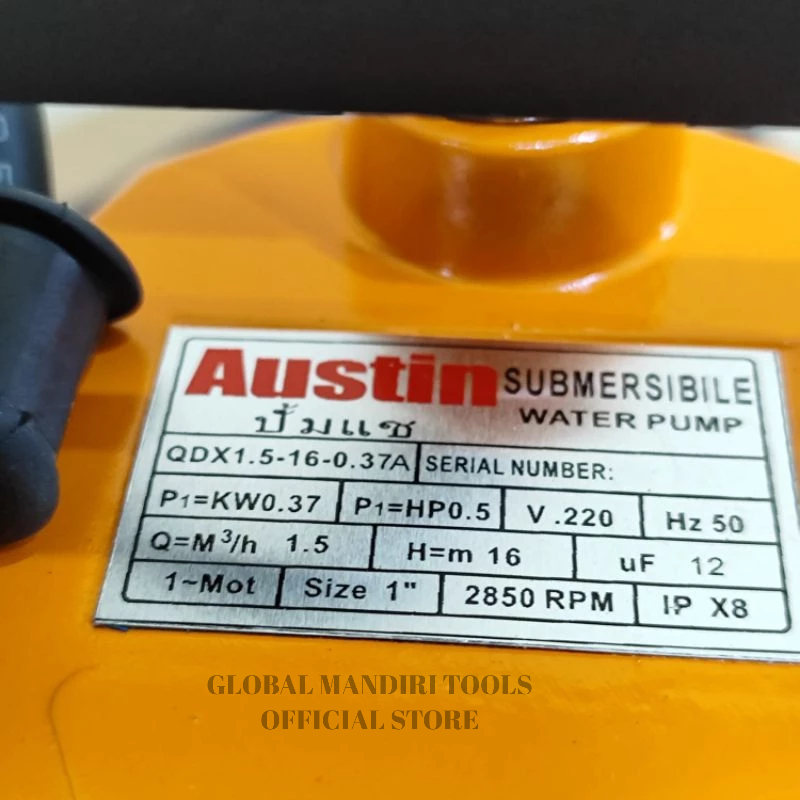 Austin SUBMERSIBILE
WATER PUMP
ปั้มแช
QDX1.5-16-0.37A SERIAL NUMBER:
P1=KW0.37 P1=HP0.5 V.220 Hz 50
Q=M³/h 1.5 H=m 16 uF 12
1~Mot Size 1" 2850 RPM IP X8
GLOBAL MANDIRI TOOLS
OFFICIAL STORE